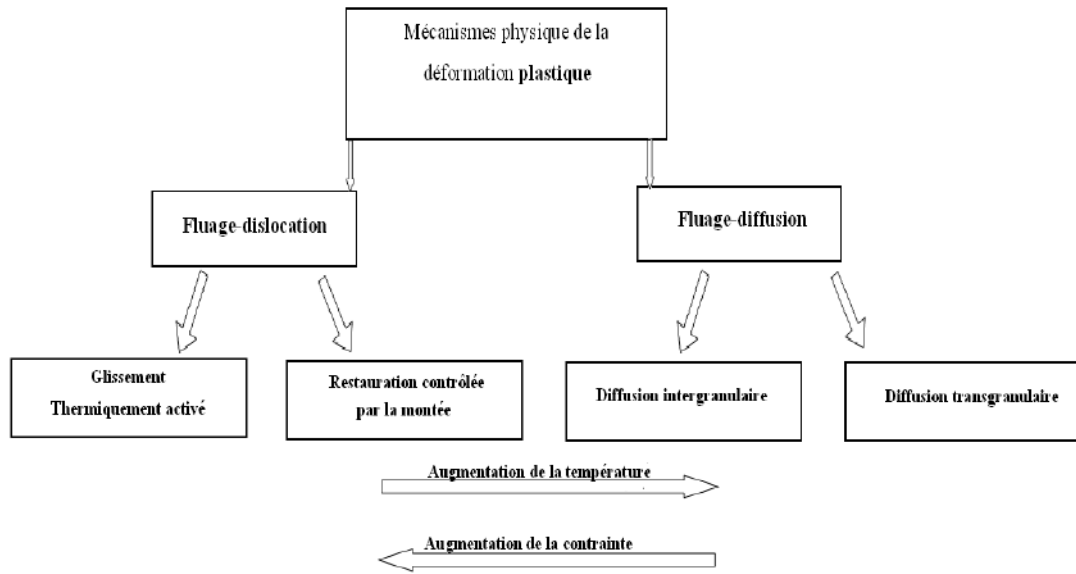 Mécanismes physique de la
déformation plastique
Fluage-dislocation
Fluage-diffusion
Glissement
Thermiquement activé
Restauration contrôlée
par la montée
Diffusion intergranulaire
Diffusion transgranulaire
Augmentation de la température
Augmentation de la contrainte